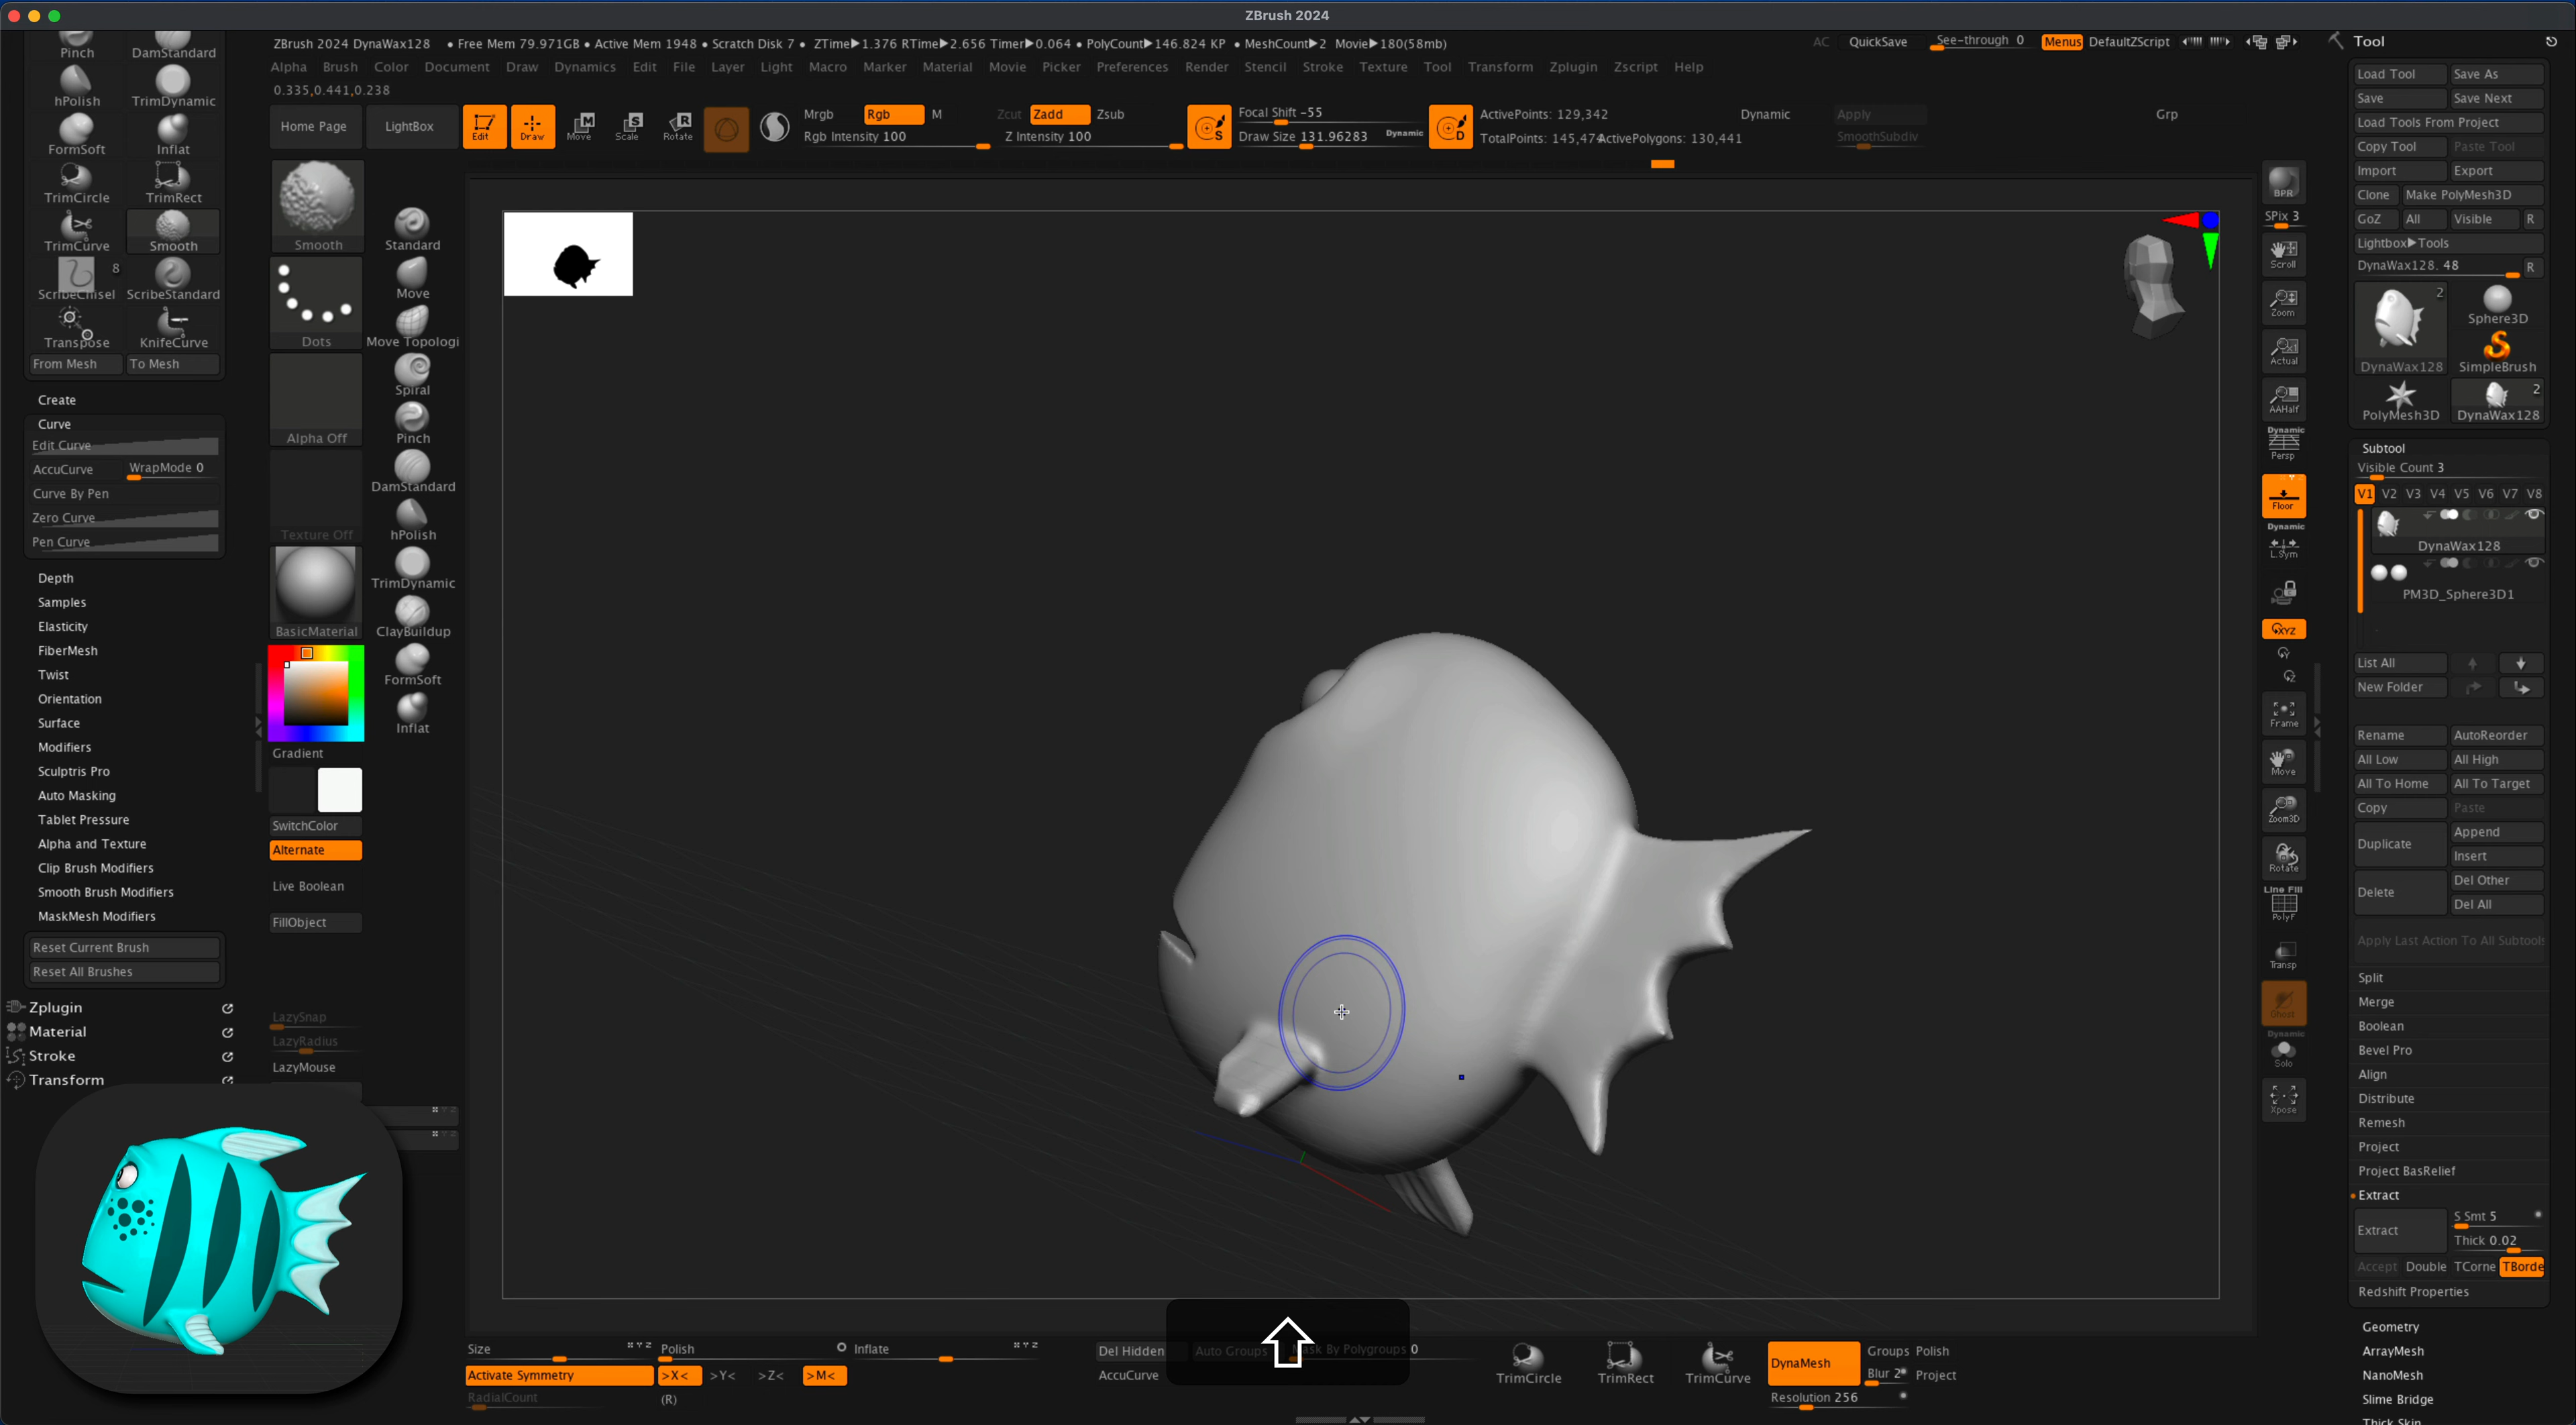 ZBrush 2024
ZBrush 2024 DynaWax128 • Free Mem 79.971GB • Active Mem 1948 • Scratch Disk 7 • ZTime▶1.376 RTime▶2.656 Timer▶0.064 • PolyCount▶146.824 KP • MeshCount▶2 Movie▶180(58mb)
AC QuickSave See-through 0 Menus DefaultZScript
Alpha Brush Color Document Draw Dynamics Edit File Layer Light Macro Marker Material Movie Picker Preferences Render Stencil Stroke Texture Tool Transform Zplugin Zscript Help
0.335,0.441,0.238
Home Page LightBox Edit Draw Move Scale Rotate
Mrgb Rgb M Zcut Zadd Zsub
Rgb Intensity 100 Z Intensity 100
Focal Shift -55
Draw Size 131.96283 Dynamic
ActivePoints: 129,342
TotalPoints: 145,474 ActivePolygons: 130,441
Dynamic Apply
SmoothSubdiv
Grp
Pinch DamStandard
hPolish TrimDynamic
FormSoft Inflat
TrimCircle TrimRect
TrimCurve Smooth
8
ScribeChisel ScribeStandard
Transpose KnifeCurve
From Mesh To Mesh
Create
Curve
Edit Curve
AccuCurve WrapMode 0
Curve By Pen
Zero Curve
Pen Curve
Depth
Samples
Elasticity
FiberMesh
Twist
Orientation
Surface
Modifiers
Sculptris Pro
Auto Masking
Tablet Pressure
Alpha and Texture
Clip Brush Modifiers
Smooth Brush Modifiers
MaskMesh Modifiers
Reset Current Brush
Reset All Brushes
Zplugin
Material
Stroke
Transform
Smooth
Dots
Alpha Off
Texture Off
BasicMaterial
Gradient
SwitchColor
Alternate
Live Boolean
FillObject
LazySnap
LazyRadius
LazyMouse
Standard
Move
Move Topologi
Spiral
Pinch
DamStandard
hPolish
TrimDynamic
ClayBuildup
FormSoft
Inflat
Size Polish Inflate
Activate Symmetry >X< >Y< >Z< >M<
RadialCount (R)
Del Hidden Auto Groups Mask By Polygroups 0
AccuCurve
TrimCircle TrimRect TrimCurve
DynaMesh Groups Polish
Blur 2 Project
Resolution 256
BPR
SPix 3
Scroll
Zoom
Actual
AAHalf
Dynamic
Persp
Floor
Dynamic
L.Sym
XYZ
Y
Z
Frame
Move
Zoom3D
Rotate
Line Fill
PolyF
Transp
Ghost
Dynamic
Solo
Xpose
Tool
Load Tool Save As
Save Save Next
Load Tools From Project
Copy Tool Paste Tool
Import Export
Clone Make PolyMesh3D
GoZ All Visible R
Lightbox▶Tools
DynaWax128. 48 R
2
Sphere3D
DynaWax128 SimpleBrush
2
PolyMesh3D DynaWax128
Subtool
Visible Count 3
V1 V2 V3 V4 V5 V6 V7 V8
DynaWax128
PM3D_Sphere3D1
List All
New Folder
Rename AutoReorder
All Low All High
All To Home All To Target
Copy Paste
Duplicate Append
Insert
Delete Del Other
Del All
Apply Last Action To All Subtools
Split
Merge
Boolean
Bevel Pro
Align
Distribute
Remesh
Project
Project BasRelief
Extract
Extract S Smt 5
Thick 0.02
Accept Double TCorne TBorde
Redshift Properties
Geometry
ArrayMesh
NanoMesh
Slime Bridge
Thick Skin